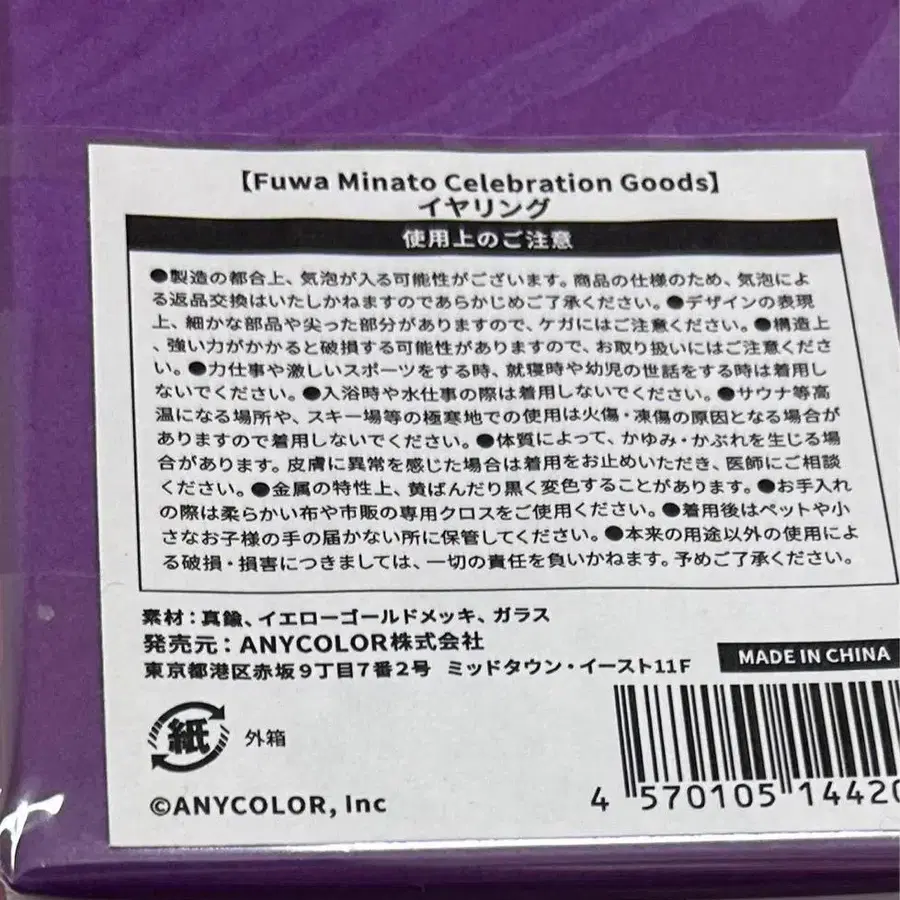 【Fuwa Minato Celebration Goods】
イヤリング
使用上のご注意
●製造の都合上、気泡が入る可能性がございます。商品の仕様のため、気泡によ
る返品交換はいたしかねますのであらかじめご了承ください。●デザインの表現
上、細かな部品や尖った部分がありますので、ケガにはご注意ください。●構造上
、強い力がかかると破損する可能性がありますので、お取り扱いにはご注意くださ
い。●力仕事や激しいスポーツをする時、就寝時や幼児の世話をする時は着用し
ないでください。●入浴時や水仕事の際は着用しないでください。●サウナ等高
温になる場所や、スキー場等の極寒地での使用は火傷・凍傷の原因となる場合が
ありますので着用しないでください。●体質によって、かゆみ・かぶれを生じる場
合があります。皮膚に異常を感じた場合は着用をお止めいただき、医師にご相談
ください。●金属の特性上、黄ばんだり黒く変色することがあります。●お手入れ
の際は柔らかい布や市販の専用クロスをご使用ください。●着用後はペットや小
さなお子様の手の届かない所に保管してください。●本来の用途以外の使用によ
る破損・損害につきましては、一切の責任を負いかねます。予めご了承ください。
素材：真鍮、イエローゴールドメッキ、ガラス
発売元：ANYCOLOR株式会社
東京都港区赤坂9丁目7番2号 ミッドタウン・イースト11F
MADE IN CHINA
紙 外箱
©ANYCOLOR, Inc
4 570105 14420